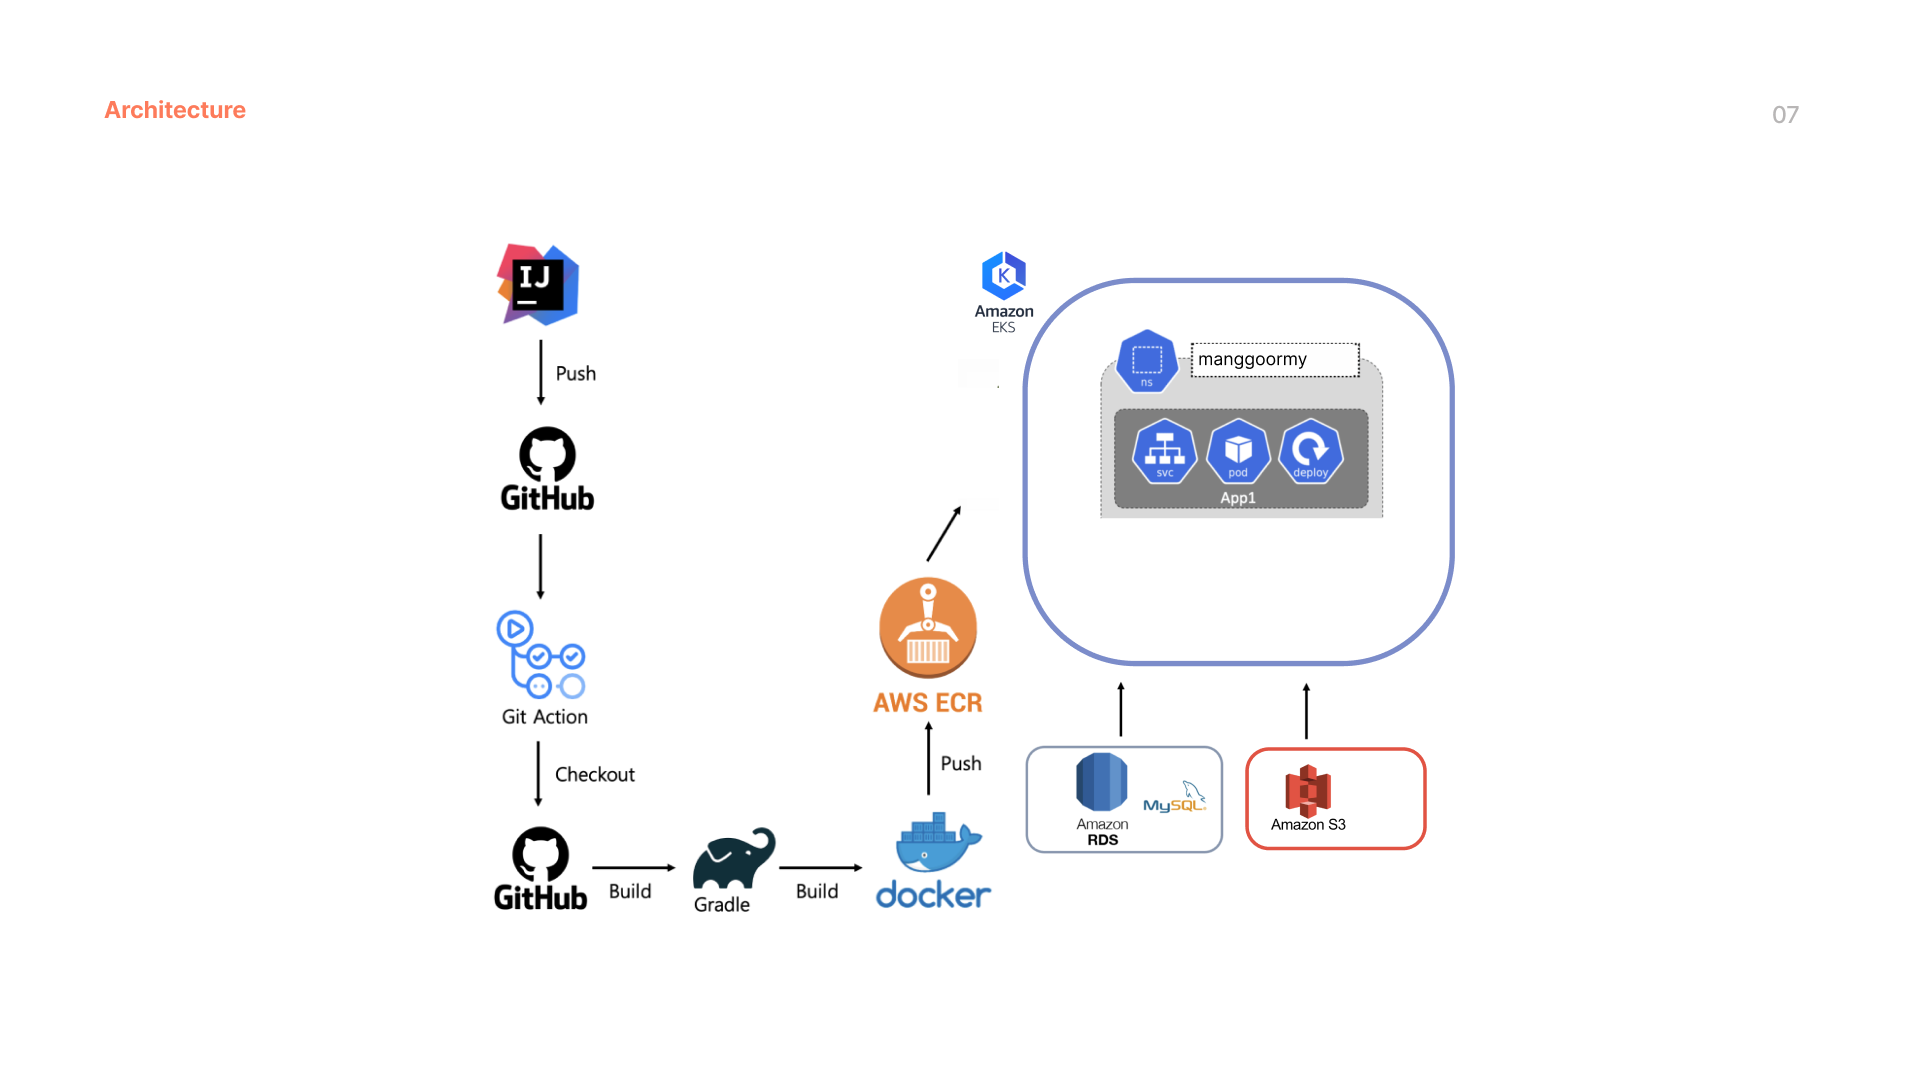 Architecture
07
IJ
Push
GitHub
Git Action
Checkout
GitHub
Build
Gradle
Build
docker
Push
AWS ECR
K
Amazon
EKS
ns
manggoormy
svc
pod
deploy
App1
Amazon
RDS
MySQL
Amazon S3